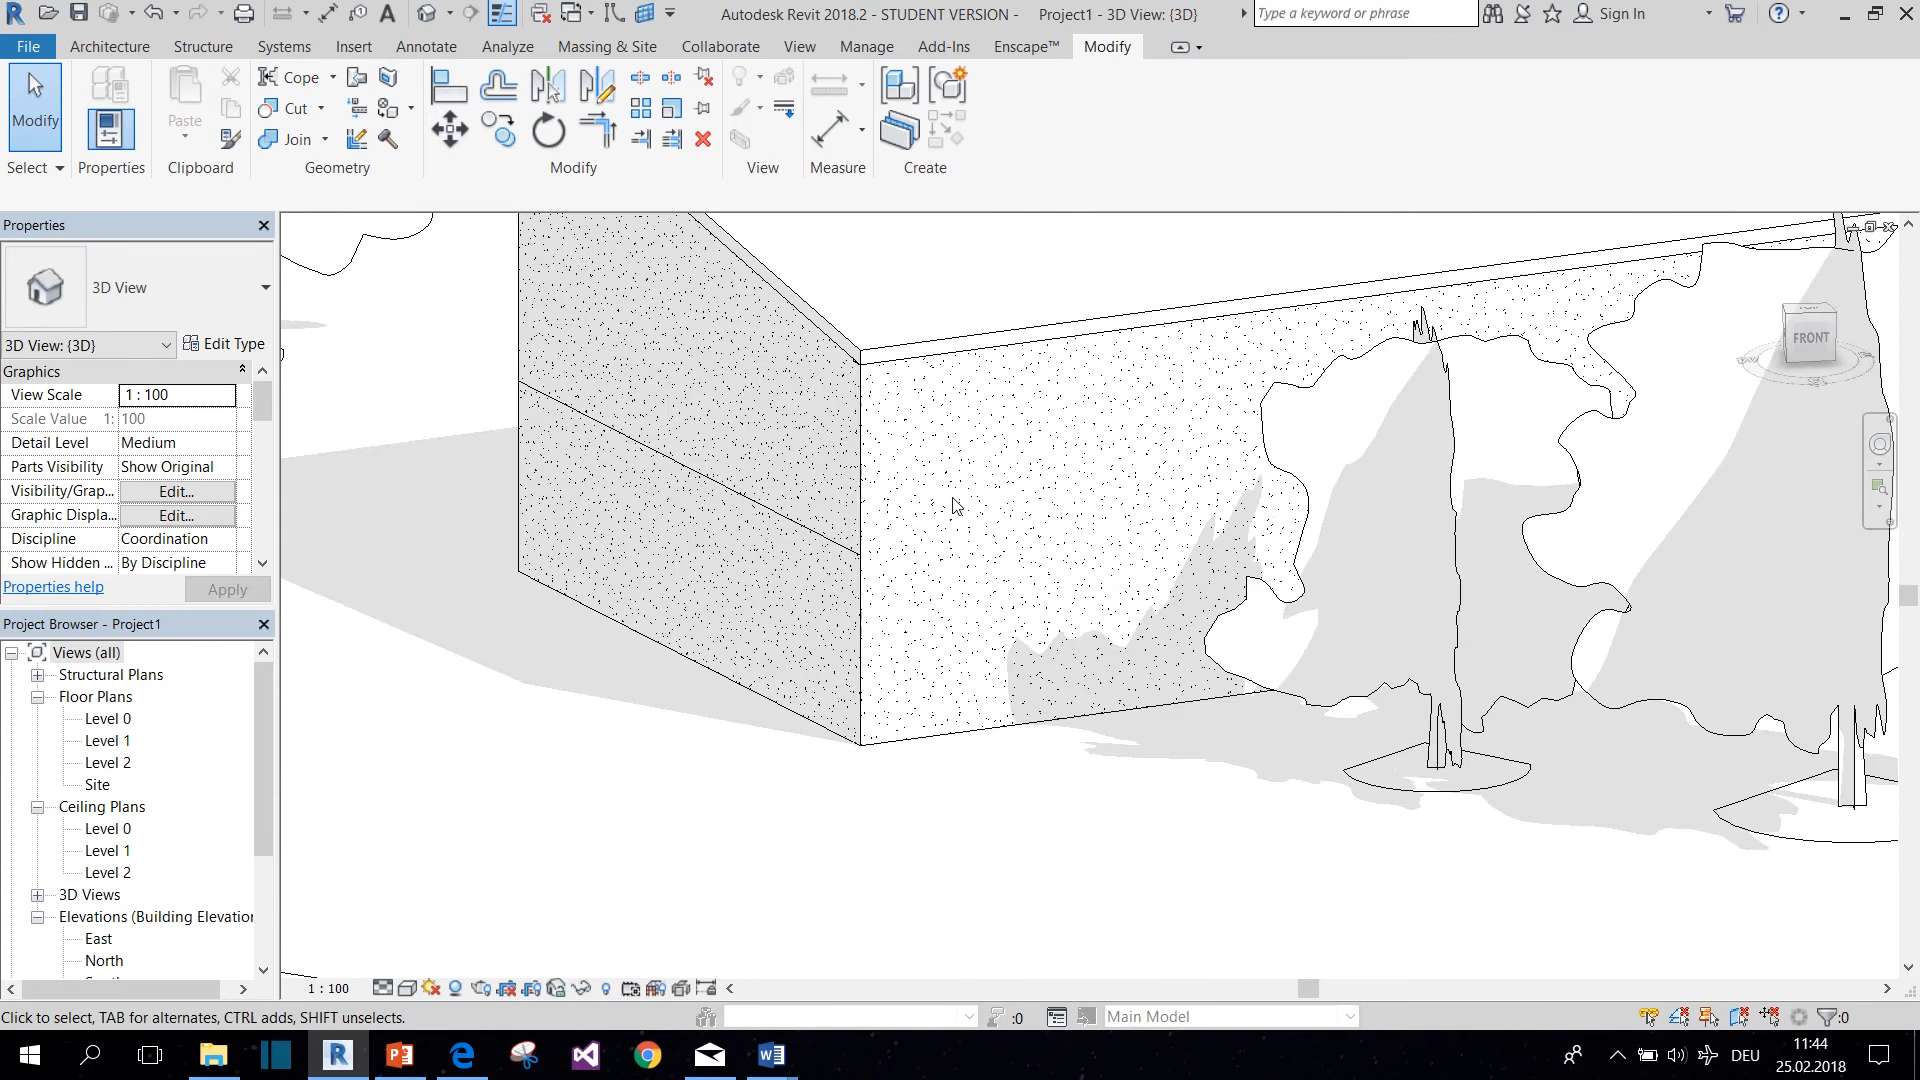 Autodesk Revit 2018.2 - STUDENT VERSION - Project1 - 3D View: {3D}
Type a keyword or phrase
Sign In
File Architecture Structure Systems Insert Annotate Analyze Massing & Site Collaborate View Manage Add-Ins Enscape™ Modify
Modify
Paste
Cope
Cut
Join
Select Properties Clipboard Geometry Modify View Measure Create
Properties
3D View
3D View: {3D} Edit Type
Graphics
View Scale 1 : 100
Scale Value 1: 100
Detail Level Medium
Parts Visibility Show Original
Visibility/Grap... Edit...
Graphic Displa... Edit...
Discipline Coordination
Show Hidden ... By Discipline
Properties help Apply
FRONT
Project Browser - Project1
Views (all)
Structural Plans
Floor Plans
Level 0
Level 1
Level 2
Site
Ceiling Plans
Level 0
Level 1
Level 2
3D Views
Elevations (Building Elevation
East
North
1 : 100
Click to select, TAB for alternates, CTRL adds, SHIFT unselects.
:0
Main Model
:0
DEU
11:44
25.02.2018